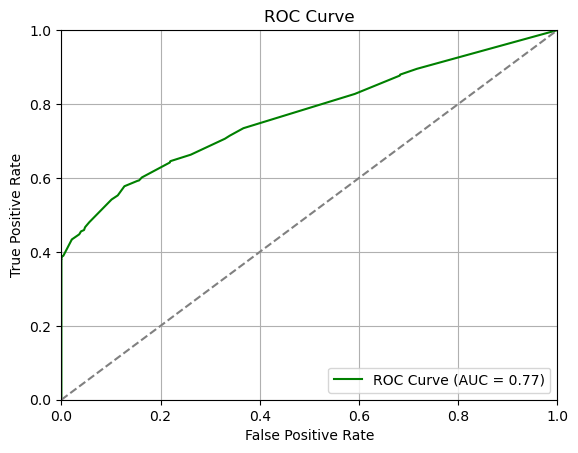 ROC Curve
1.0
0.8
0.6
0.4
0.2
0.0
True Positive Rate
ROC Curve (AUC = 0.77)
0.0 0.2 0.4 0.6 0.8 1.0
False Positive Rate